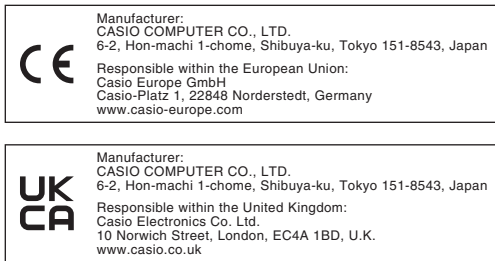 CE
Manufacturer:
CASIO COMPUTER CO., LTD.
6-2, Hon-machi 1-chome, Shibuya-ku, Tokyo 151-8543, Japan
Responsible within the European Union:
Casio Europe GmbH
Casio-Platz 1, 22848 Norderstedt, Germany
www.casio-europe.com
UK
CA
Manufacturer:
CASIO COMPUTER CO., LTD.
6-2, Hon-machi 1-chome, Shibuya-ku, Tokyo 151-8543, Japan
Responsible within the United Kingdom:
Casio Electronics Co. Ltd.
10 Norwich Street, London, EC4A 1BD, U.K.
www.casio.co.uk